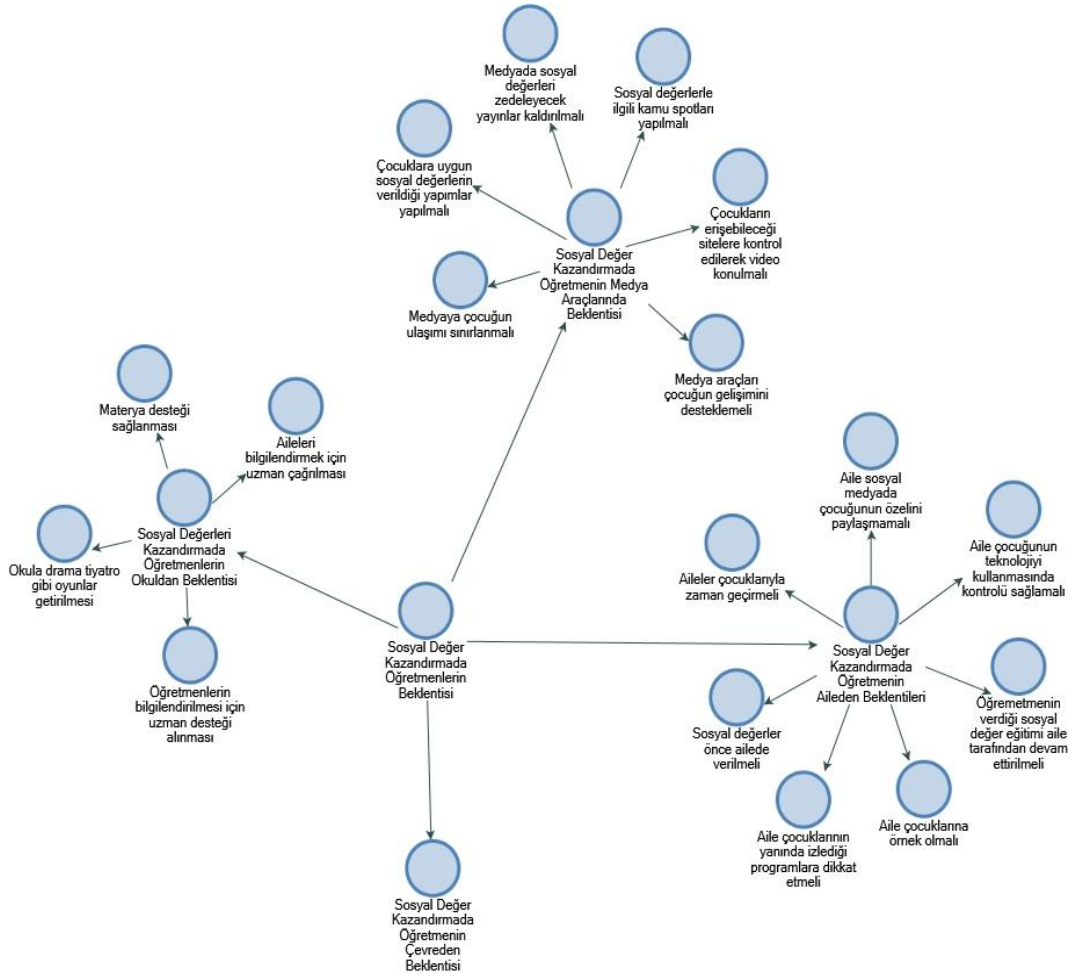 Medyada sosyal
değerleri
zedeleyecek
yayınlar kaldırılmalı
Sosyal değerlerle
ilgili kamu spotları
yapılmalı
Çocuklara uygun
sosyal değerlerin
verildiği yapımlar
yapılmalı
Çocukların
erişebileceği
sitelere kontrol
edilerek video
konulmalı
Sosyal Değer
Kazandırmada
Öğretmenin Medya
Araçlarında
Beklentisi
Medyaya çocuğun
ulaşımı sınırlanmalı
Medya araçları
çocuğun gelişimini
desteklemeli
Materya desteği
sağlanması
Aileleri
bilgilendirmek için
uzman çağrılması
Sosyal Değerleri
Kazandırmada
Öğretmenlerin
Okuldan Beklentisi
Okula drama tiyatro
gibi oyunlar
getirilmesi
Öğretmenlerin
bilgilendirilmesi için
uzman desteği
alınması
Sosyal Değer
Kazandırmada
Öğretmenlerin
Beklentisi
Aile sosyal
medyada
çocuğunun özelini
paylaşmamalı
Aile çocuğunun
teknolojiyi
kullanmasında
kontrolü sağlamalı
Aileler çocuklarıyla
zaman geçirmeli
Sosyal Değer
Kazandırmada
Öğretmenin
Aileden Beklentileri
Sosyal değerler
önce ailede
verilmeli
Öğremetmenin
verdiği sosyal
değer eğitimi aile
tarafından devam
ettirilmeli
Aile çocuklarının
yanında izlediği
programlara dikkat
etmeli
Aile çocuklarına
örnek olmalı
Sosyal Değer
Kazandırmada
Öğretmenin
Çevreden
Beklentisi